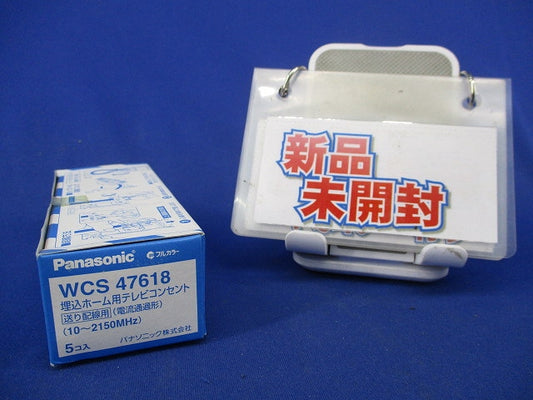 新品
未開封
Panasonic フルカラー
WCS 47618
埋込ホーム用テレビコンセント
送り配線用 (電流通過形)
(10～2150MHz)
5コ入 パナソニック株式会社